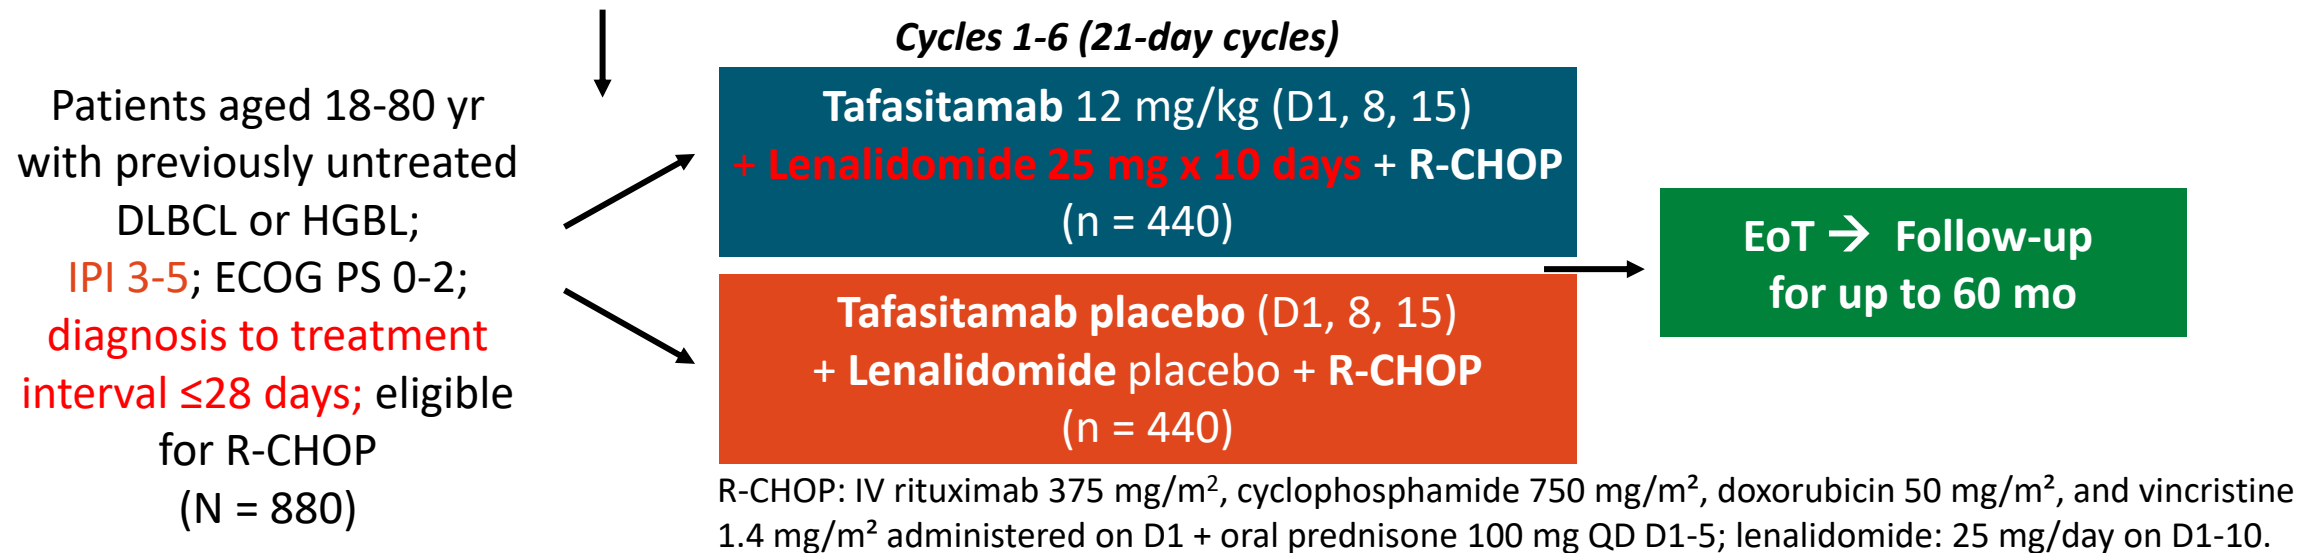 Cycles 1-6 (21-day cycles)
Patients aged 18-80 yr
with previously untreated
DLBCL or HGBL;
IPI 3-5; ECOG PS 0-2;
diagnosis to treatment
interval ≤28 days; eligible
for R-CHOP
(N = 880)
Tafasitamab 12 mg/kg (D1, 8, 15)
+ Lenalidomide 25 mg x 10 days + R-CHOP
(n = 440)
Tafasitamab placebo (D1, 8, 15)
+ Lenalidomide placebo + R-CHOP
(n = 440)
EoT → Follow-up
for up to 60 mo
R-CHOP: IV rituximab 375 mg/m², cyclophosphamide 750 mg/m², doxorubicin 50 mg/m², and vincristine
1.4 mg/m² administered on D1 + oral prednisone 100 mg QD D1-5; lenalidomide: 25 mg/day on D1-10.